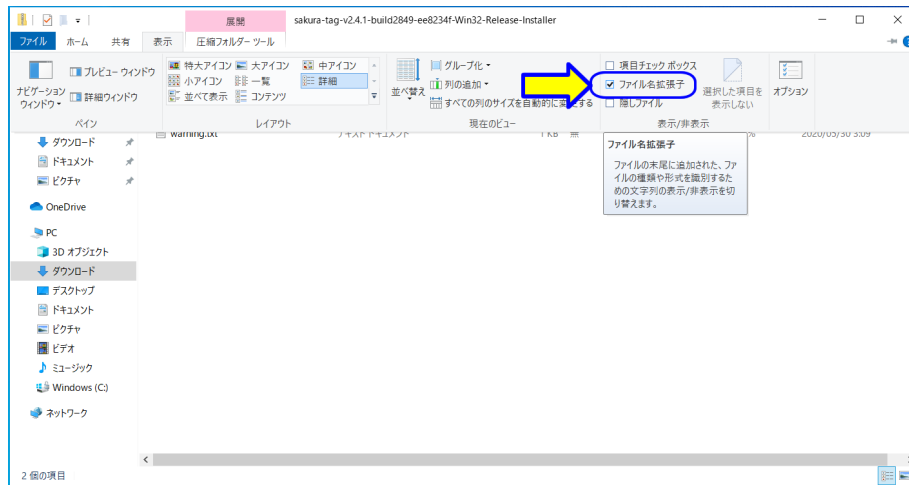 展開
sakura-tag-v2.4.1-build2849-ee8234f-Win32-Release-Installer
ファイル ホーム 共有 表示 圧縮フォルダー ツール
ナビゲーション ウィンドウ
プレビュー ウィンドウ
詳細ウィンドウ
ペイン
特大アイコン 大アイコン 中アイコン
小アイコン 一覧 詳細
並べて表示 コンテンツ
レイアウト
並べ替え
グループ化
列の追加
すべての列のサイズを自動的に変更する
現在のビュー
項目チェック ボックス
ファイル名拡張子
隠しファイル
選択した項目を
表示しない
表示/非表示
オプション
warning.txt テキスト ドキュメント 1 KB 無 % 2020/05/30 3:09
ファイル名拡張子
ファイルの末尾に追加された、ファ
イルの種類や形式を識別するた
めの文字列の表示/非表示を切
り替えます。
ダウンロード
ドキュメント
ピクチャ
OneDrive
PC
3D オブジェクト
ダウンロード
デスクトップ
ドキュメント
ピクチャ
ビデオ
ミュージック
Windows (C:)
ネットワーク
2 個の項目